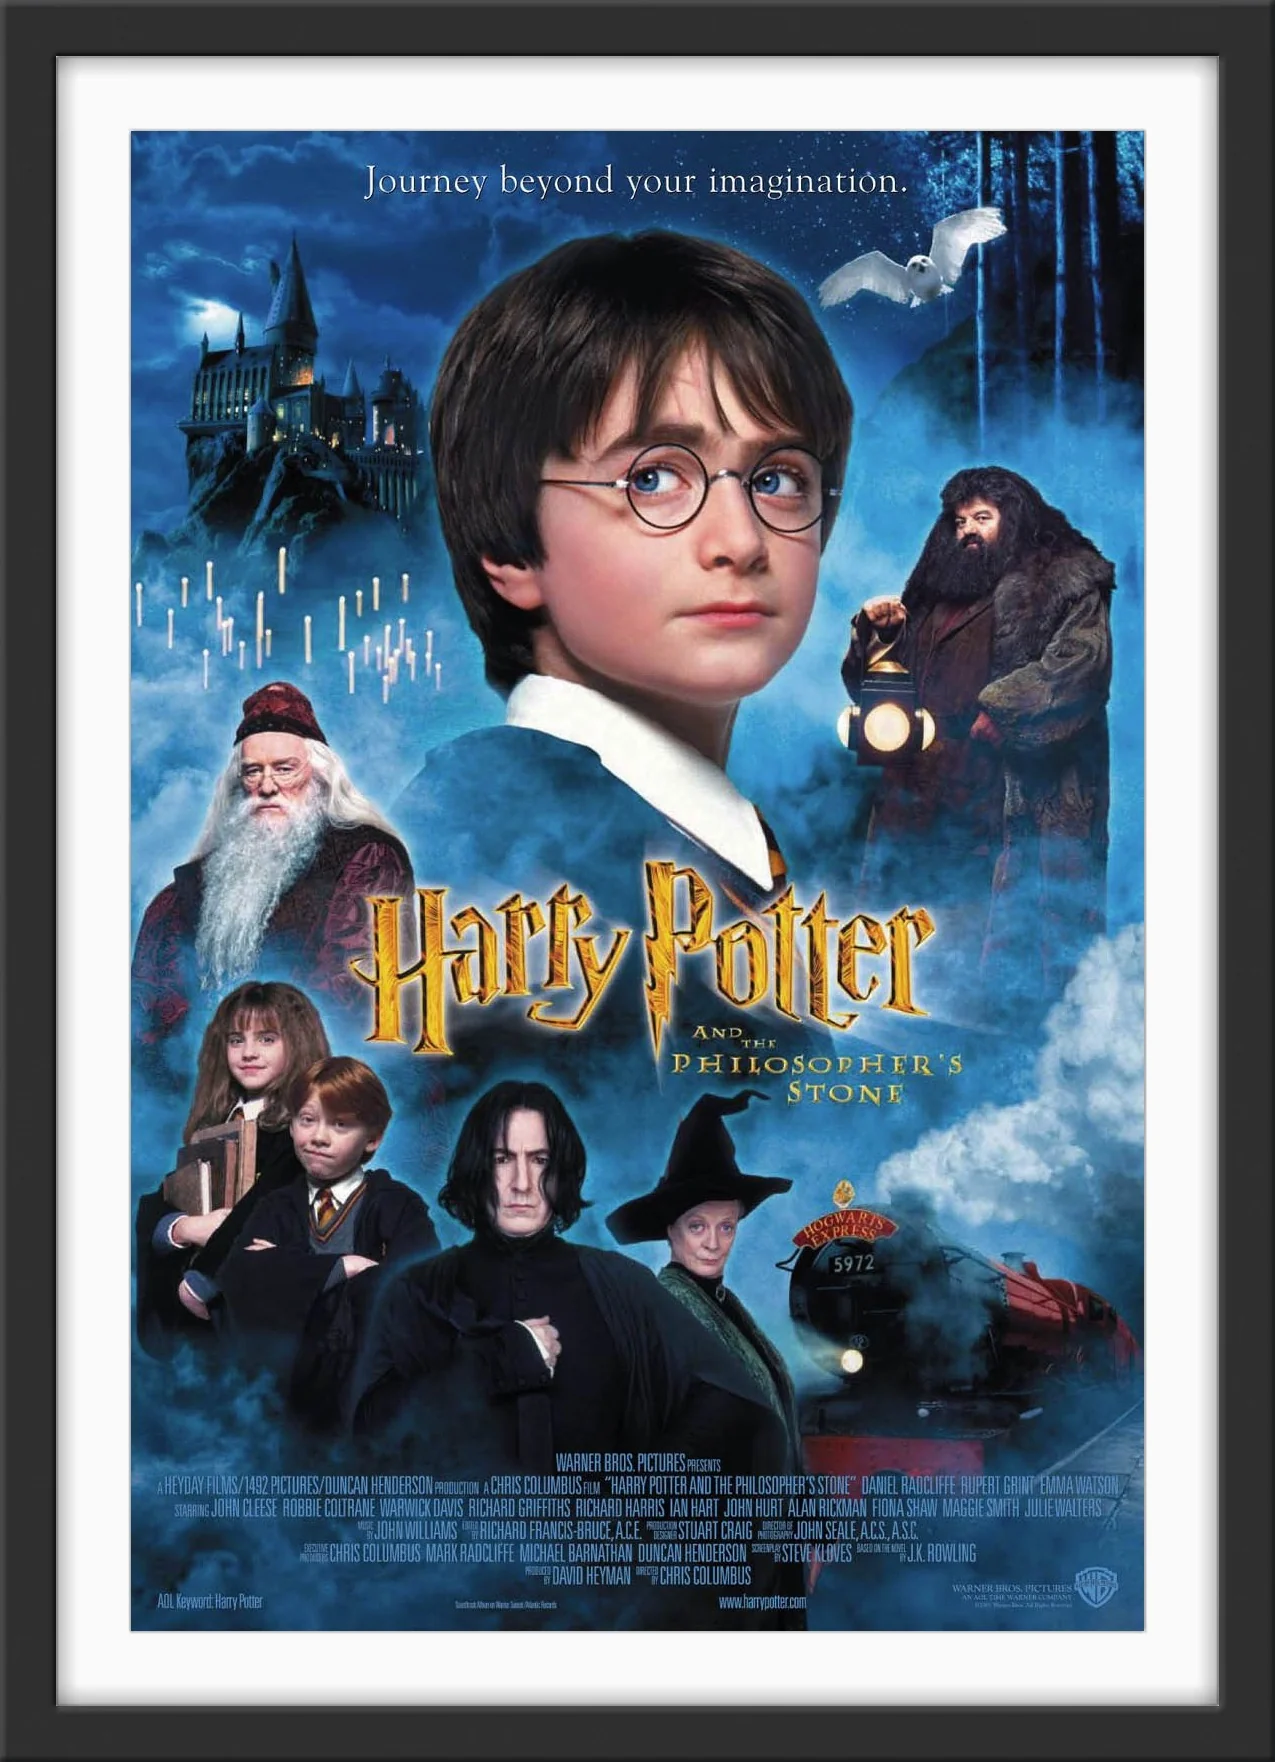 Journey beyond your imagination.
Harry Potter
AND THE
PHILOSOPHER'S
STONE
HOGWARTS
EXPRESS
5972
WARNER BROS. PICTURES PRESENTS
A HEYDAY FILMS/1492 PICTURES/DUNCAN HENDERSON PRODUCTION A CHRIS COLUMBUS FILM "HARRY POTTER AND THE PHILOSOPHER'S STONE" DANIEL RADCLIFFE RUPERT GRINT EMMA WATSON
STARRING JOHN CLEESE ROBBIE COLTRANE WARWICK DAVIS RICHARD GRIFFITHS RICHARD HARRIS IAN HART JOHN HURT ALAN RICKMAN FIONA SHAW MAGGIE SMITH JULIE WALTERS
MUSIC BY JOHN WILLIAMS EDITED BY RICHARD FRANCIS-BRUCE, A.C.E. PRODUCTION DESIGNER STUART CRAIG DIRECTOR OF PHOTOGRAPHY JOHN SEALE, A.C.S., A.S.C.
EXECUTIVE PRODUCERS CHRIS COLUMBUS MARK RADCLIFFE MICHAEL BARNATHAN DUNCAN HENDERSON SCREENPLAY BY STEVE KLOVES BASED ON THE NOVEL BY J.K. ROWLING
PRODUCED BY DAVID HEYMAN DIRECTED BY CHRIS COLUMBUS
AOL Keyword: Harry Potter
www.harrypotter.com
WARNER BROS. PICTURES
AN AOL TIME WARNER COMPANY